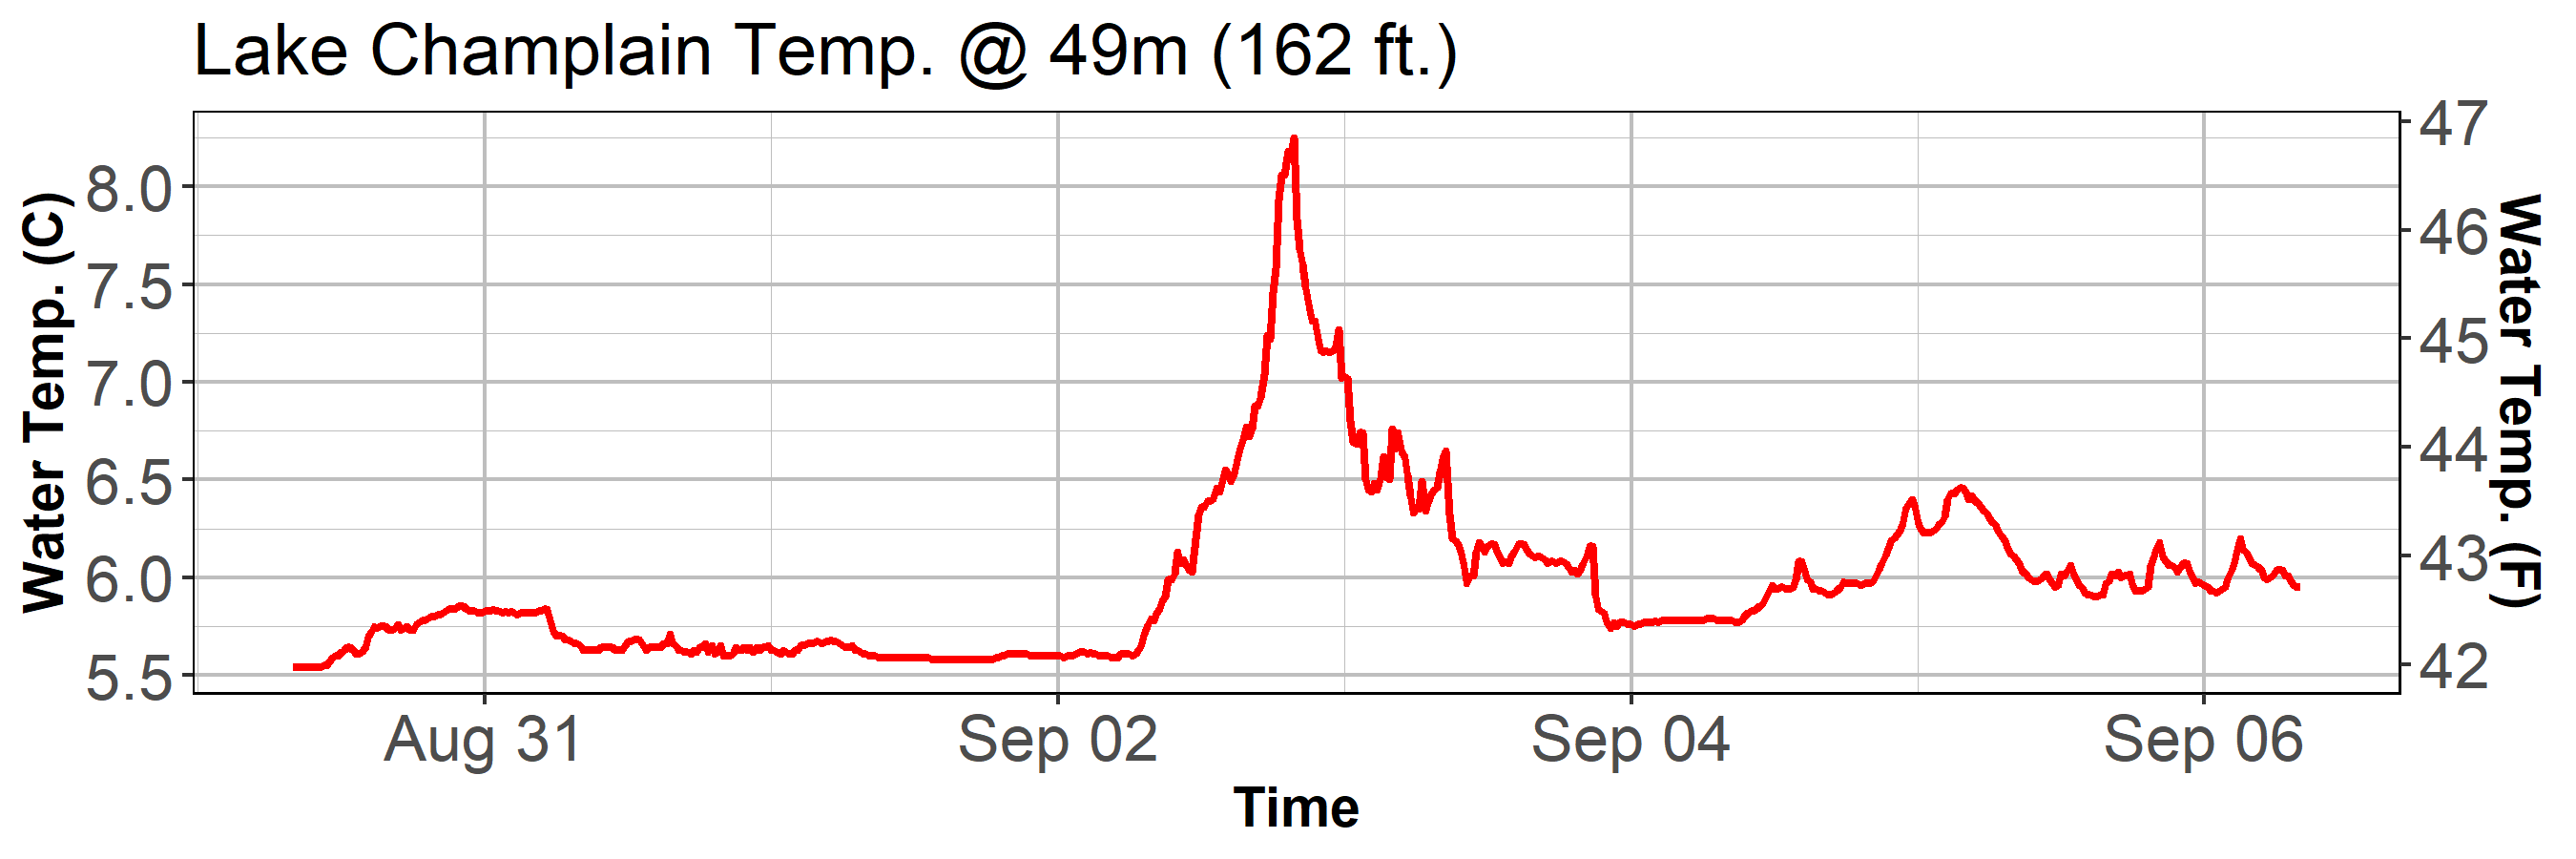 Lake Champlain Temp. @ 49m (162 ft.)
Water Temp. (C)
8.0
7.5
7.0
6.5
6.0
5.5
47
46
45
44
43
42
Water Temp. (F)
Aug 31
Sep 02
Sep 04
Sep 06
Time